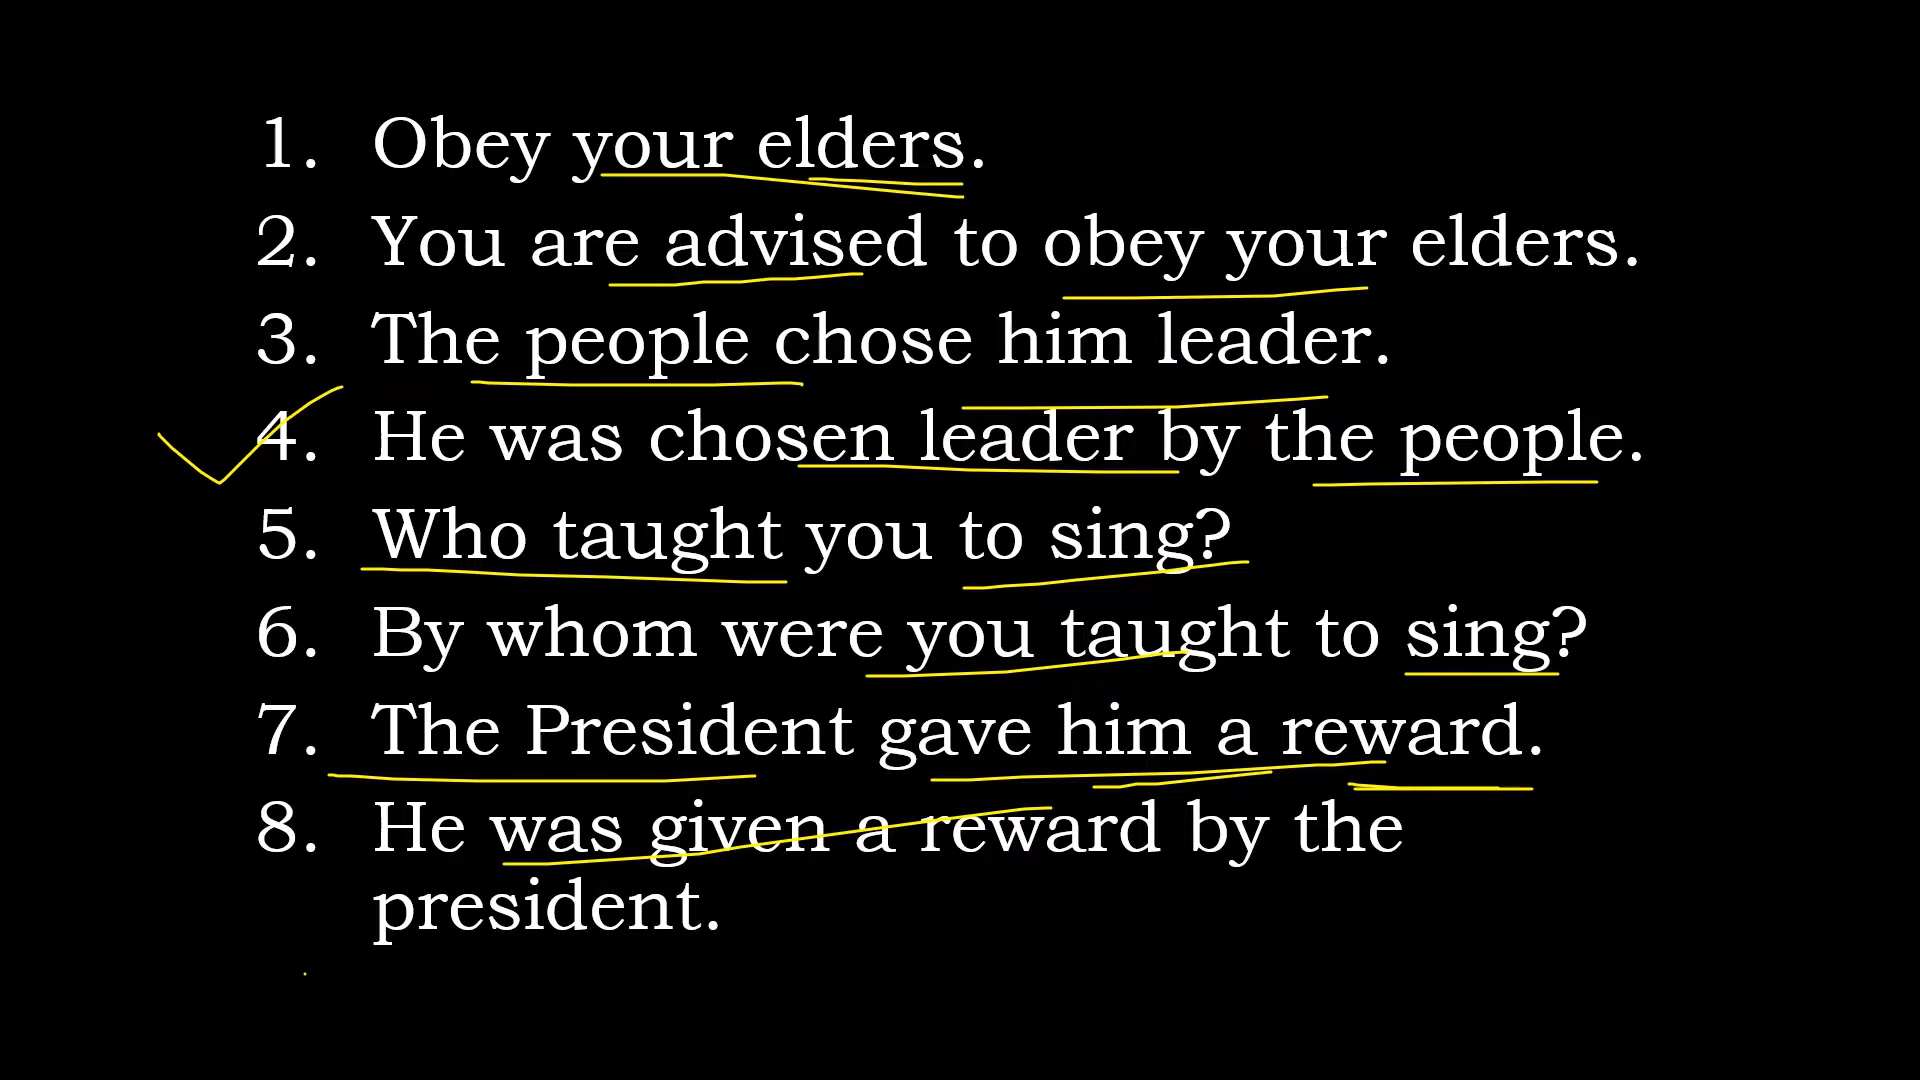 1. Obey your elders.
2. You are advised to obey your elders.
3. The people chose him leader.
4. He was chosen leader by the people.
5. Who taught you to sing?
6. By whom were you taught to sing?
7. The President gave him a reward.
8. He was given a reward by the
president.